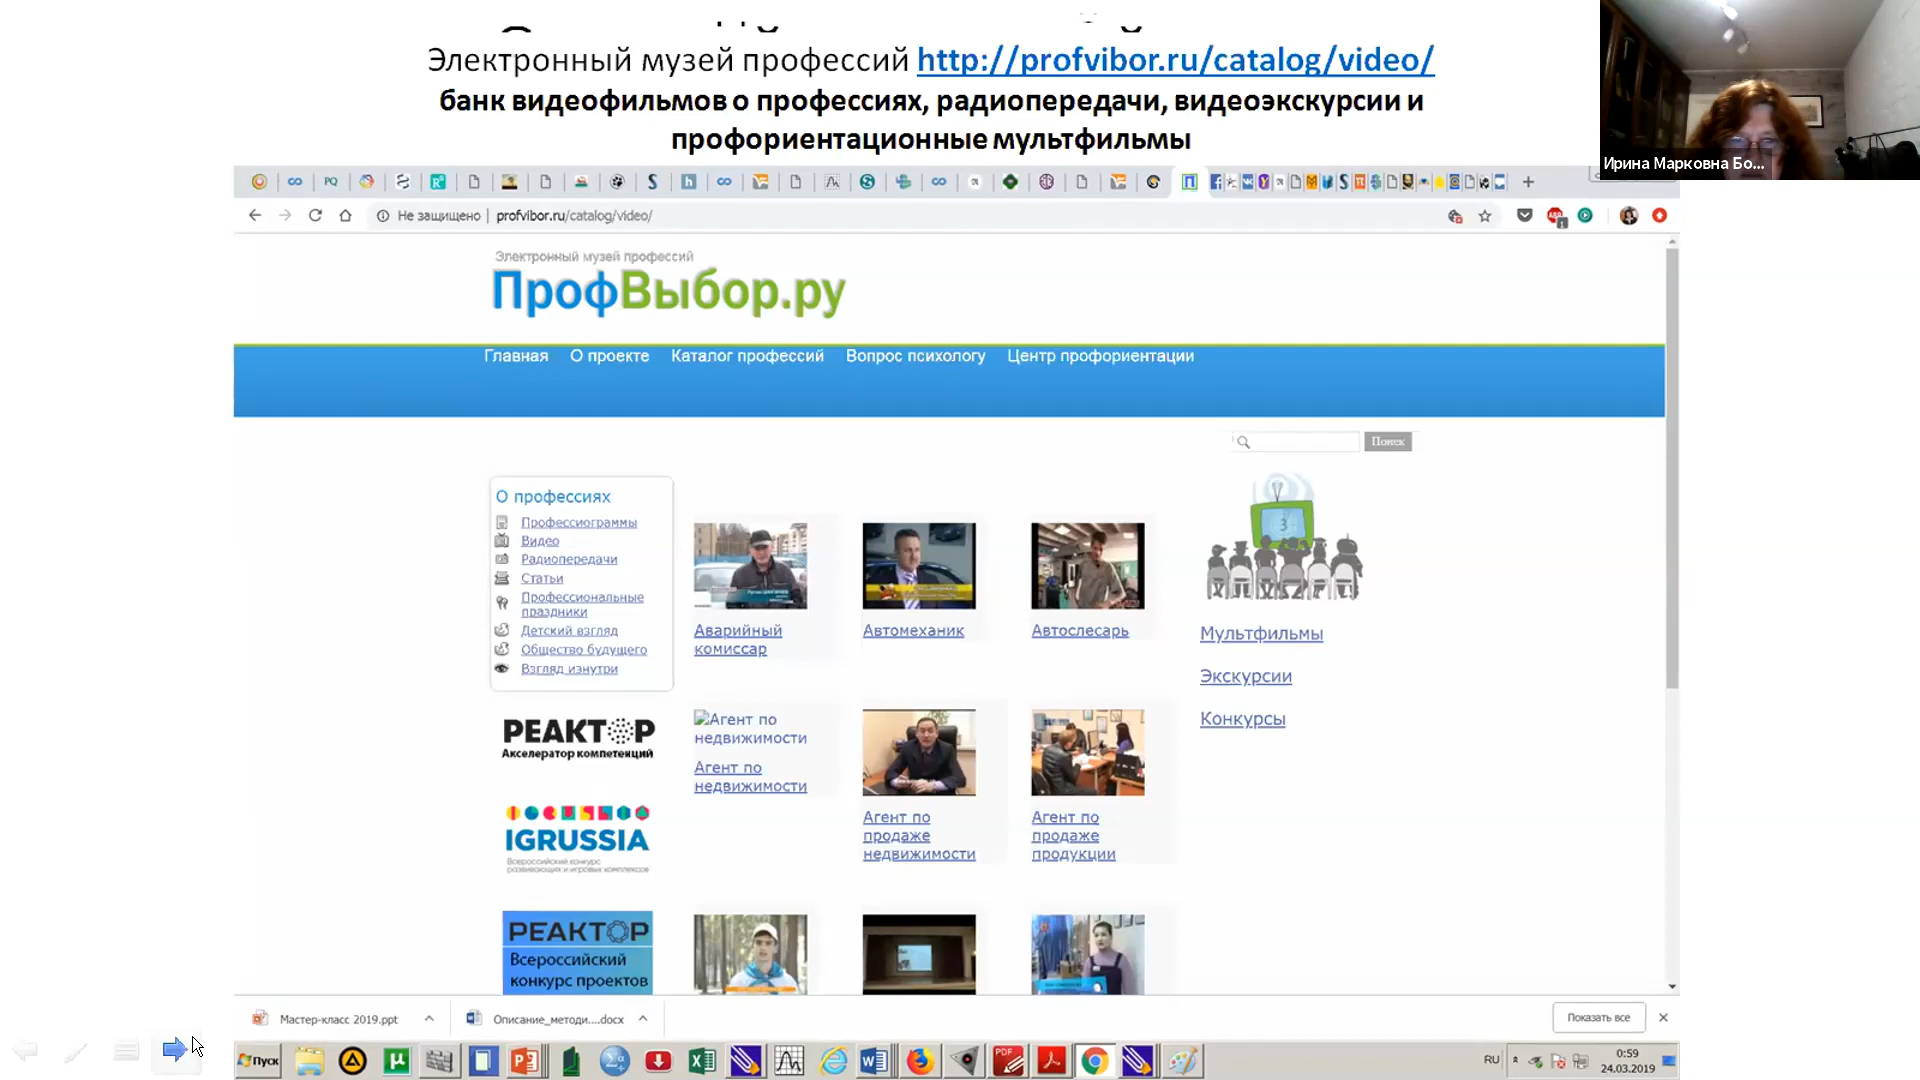 Электронный музей профессий http://profvibor.ru/catalog/video/
банк видеофильмов о профессиях, радиопередачи, видеоэкскурсии и
профориентационные мультфильмы
Ирина Марковна Бо...
Не защищено | profvibor.ru/catalog/video/
Электронный музей профессий
ПрофВыбор.ру
Главная О проекте Каталог профессий Вопрос психологу Центр профориентации
Поиск
О профессиях
Профессиограммы
Видео
Радиопередачи
Статьи
Профессиональные
праздники
Детский взгляд
Общество будущего
Взгляд изнутри
Аварийный
комиссар
Автомеханик
Автослесарь
Мультфильмы
Экскурсии
Конкурсы
РЕАКТОР
Акселератор компетенций
Агент по
недвижимости
Агент по
недвижимости
Агент по
продаже
недвижимости
Агент по
продаже
продукции
IGRUSSIA
Всероссийский конкурс
развивающих и игровых комплексов
РЕАКТОР
Всероссийский
конкурс проектов
Мастер-класс 2019.ppt
Описание_методи....docx
Показать все
Пуск
RU
0:59
24.03.2019